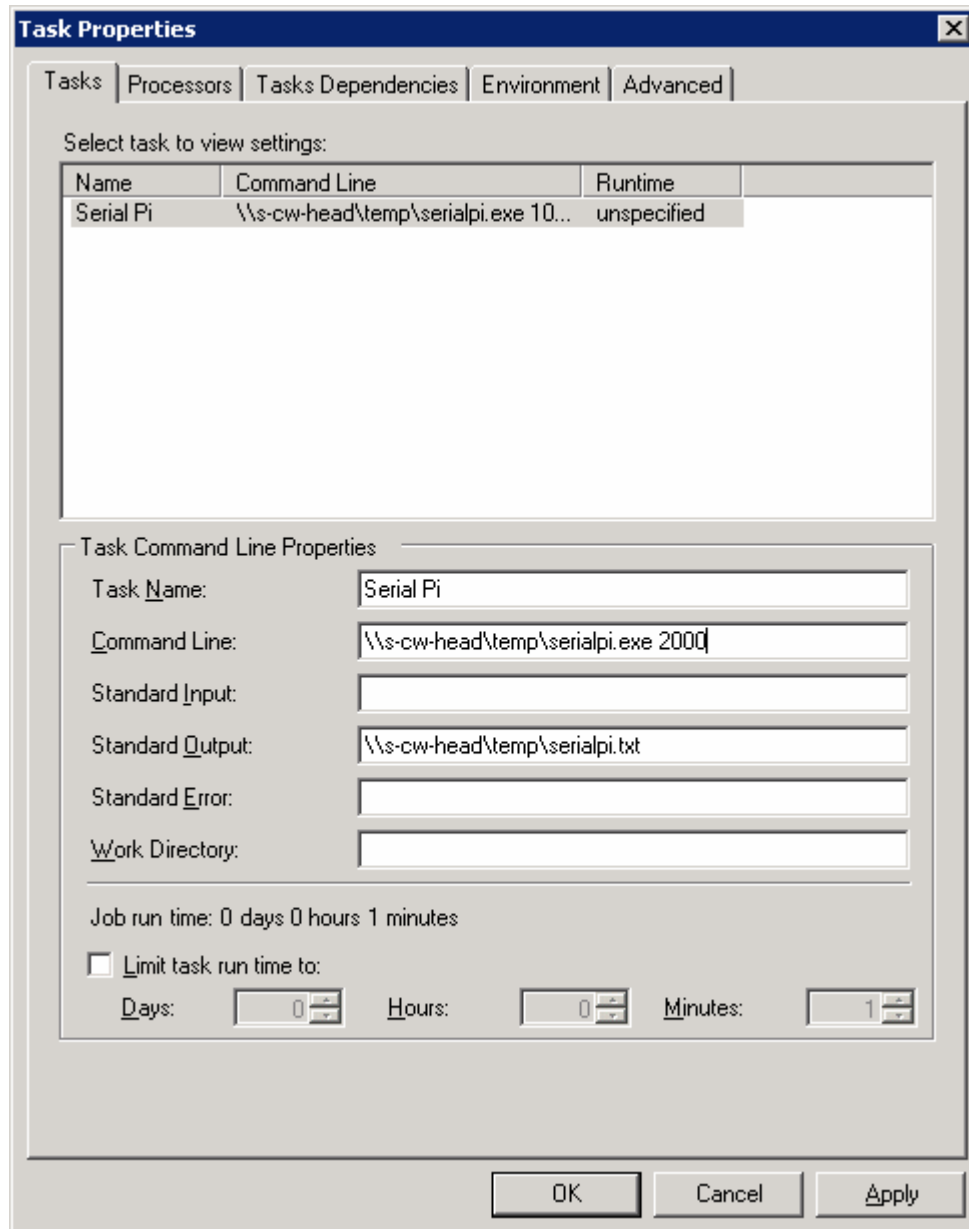 Task Properties
Tasks Processors Tasks Dependencies Environment Advanced
Select task to view settings:
Name Command Line Runtime
Serial Pi \\s-cw-head\temp\serialpi.exe 10... unspecified
Task Command Line Properties
Task Name: Serial Pi
Command Line: \\s-cw-head\temp\serialpi.exe 2000
Standard Input:
Standard Output: \\s-cw-head\temp\serialpi.txt
Standard Error:
Work Directory:
Job run time: 0 days 0 hours 1 minutes
Limit task run time to:
Days: 0 Hours: 0 Minutes: 1
OK Cancel Apply